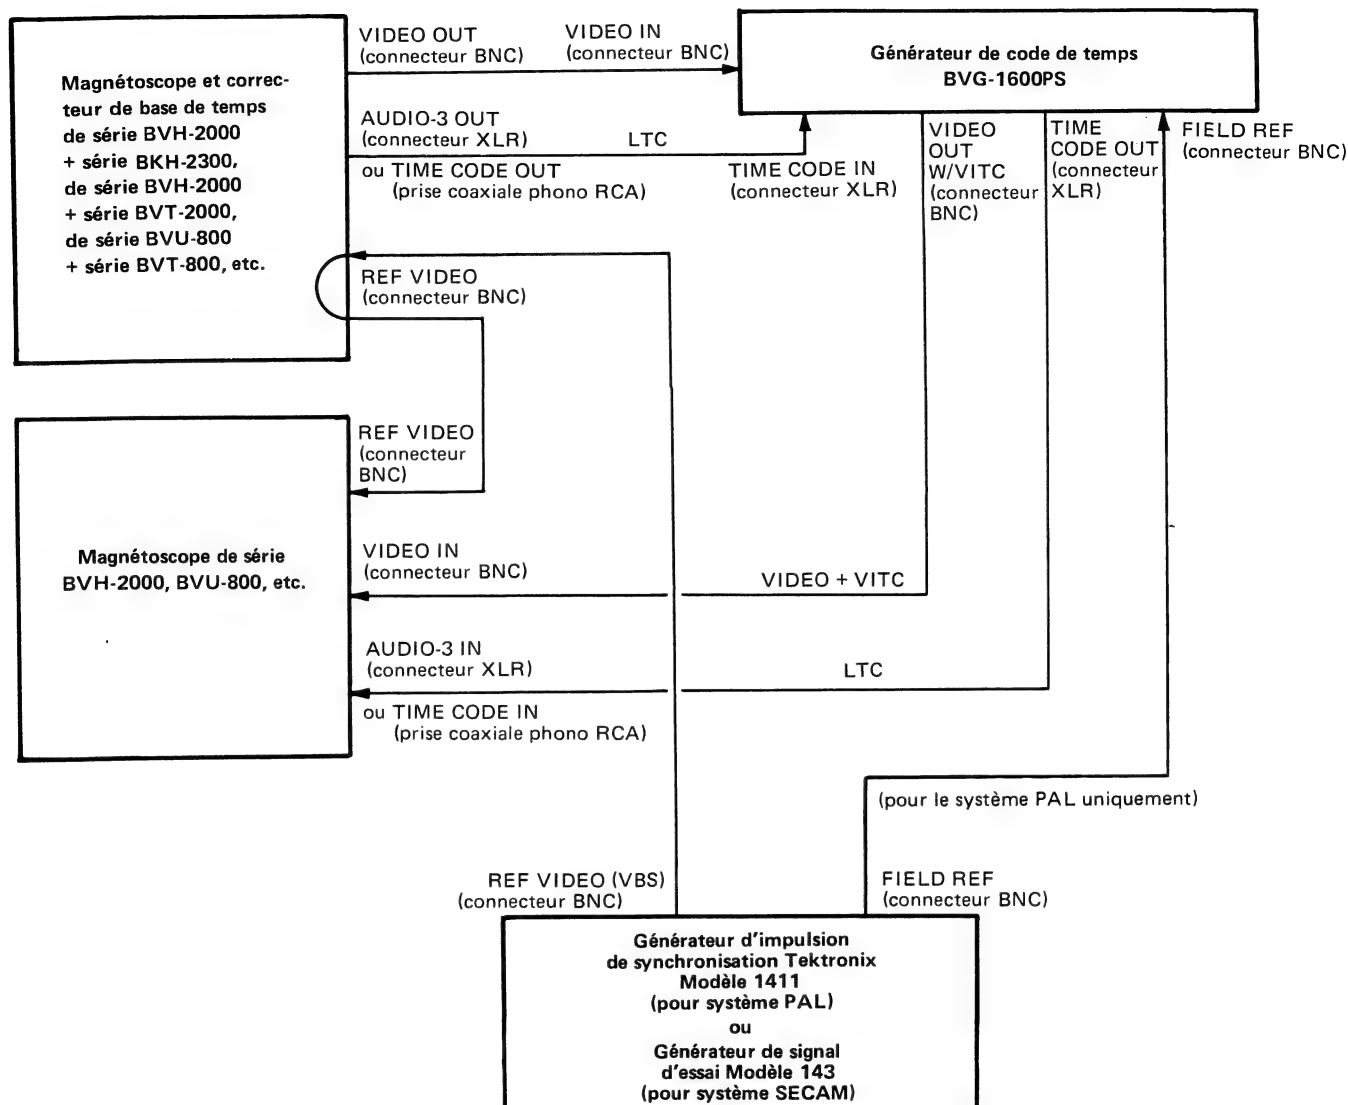 VIDEO OUT
(connecteur BNC)
VIDEO IN
(connecteur BNC)
Générateur de code de temps
BVG-1600PS
Magnétoscope et correc-
teur de base de temps
de série BVH-2000
+ série BKH-2300,
de série BVH-2000
+ série BVT-2000,
de série BVU-800
+ série BVT-800, etc.
AUDIO-3 OUT
(connecteur XLR)
LTC
ou TIME CODE OUT
(prise coaxiale phono RCA)
TIME CODE IN
(connecteur XLR)
VIDEO
OUT
W/VITC
(connecteur
BNC)
TIME
CODE OUT
(connecteur
XLR)
FIELD REF
(connecteur BNC)
REF VIDEO
(connecteur BNC)
REF VIDEO
(connecteur
BNC)
Magnétoscope de série
BVH-2000, BVU-800, etc.
VIDEO IN
(connecteur BNC)
VIDEO + VITC
AUDIO-3 IN
(connecteur XLR)
LTC
ou TIME CODE IN
(prise coaxiale phono RCA)
(pour le système PAL uniquement)
REF VIDEO (VBS)
(connecteur BNC)
FIELD REF
(connecteur BNC)
Générateur d'impulsion
de synchronisation Tektronix
Modèle 1411
(pour système PAL)
ou
Générateur de signal
d'essai Modèle 143
(pour système SECAM)